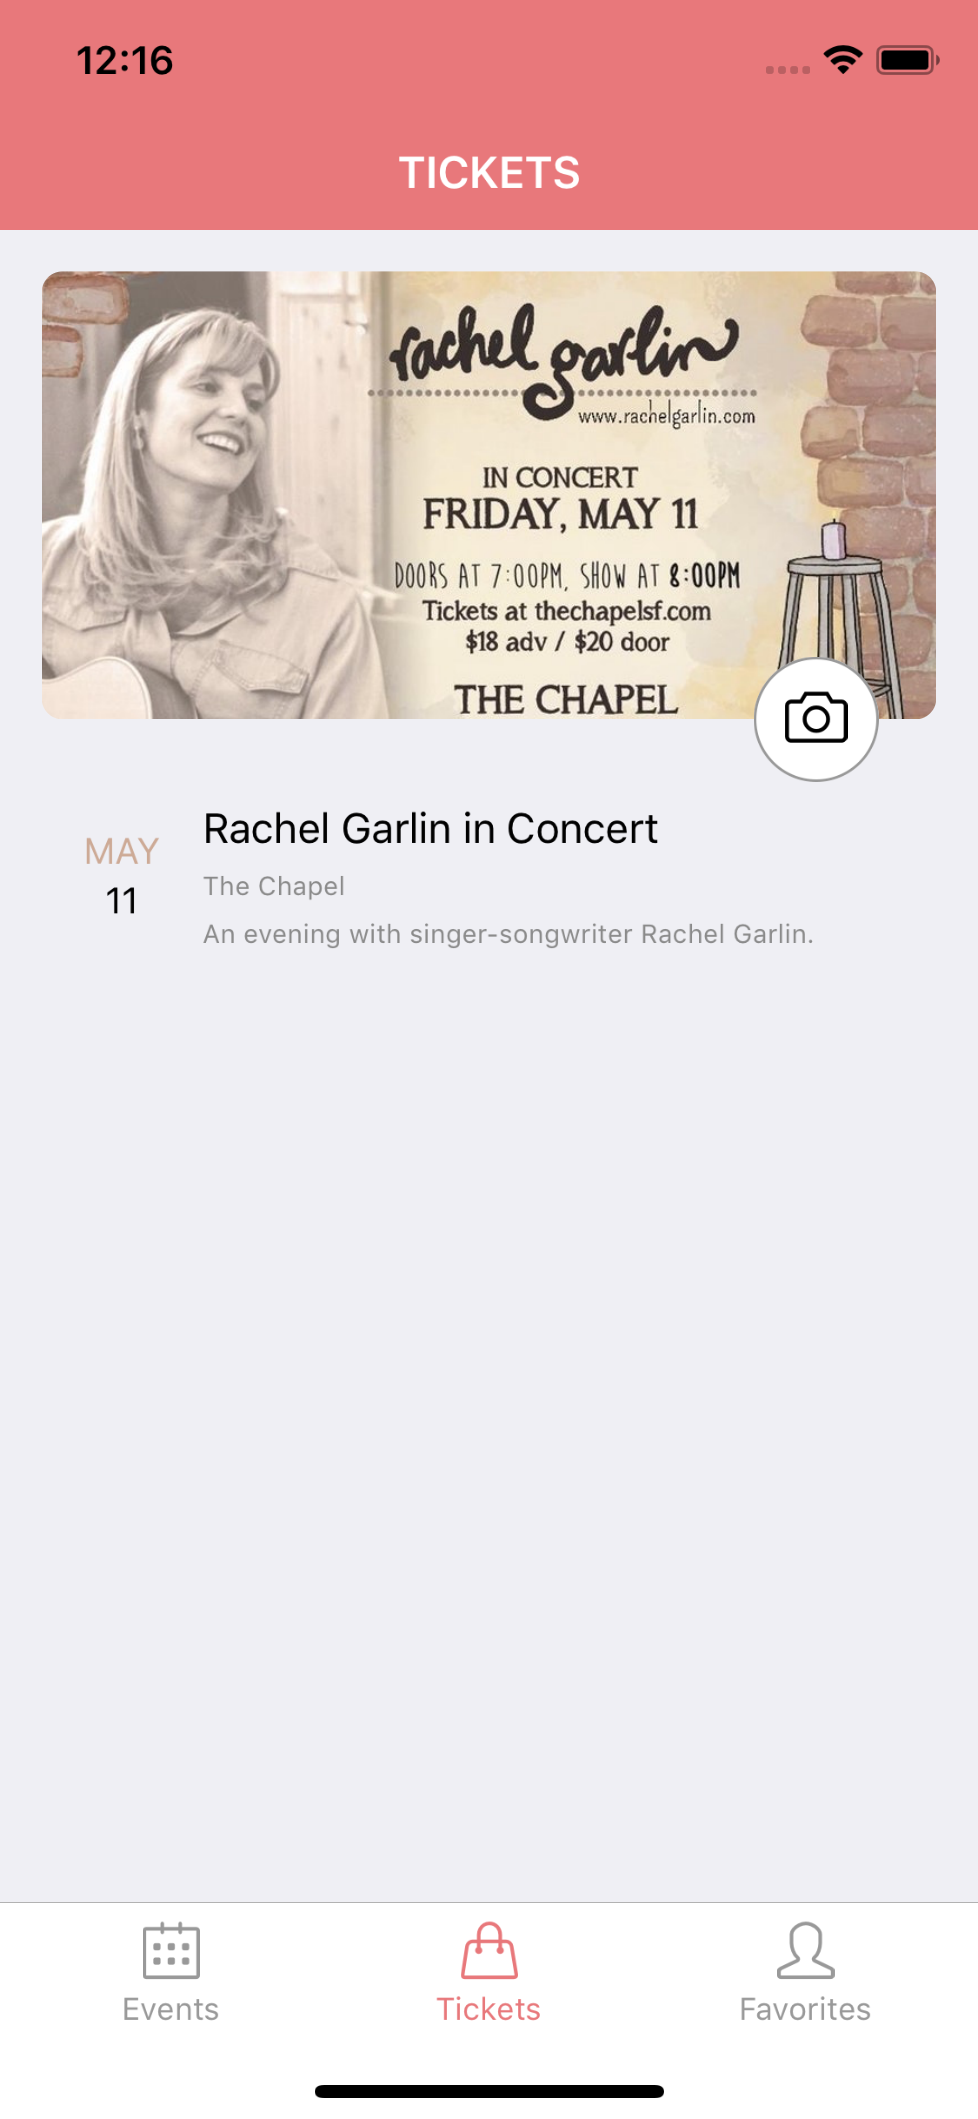 12:16
TICKETS
rachel garlin
www.rachelgarlin.com
IN CONCERT
FRIDAY, MAY 11
DOORS AT 7:00PM, SHOW AT 8:00PM
Tickets at thechapelsf.com
$18 adv / $20 door
THE CHAPEL
MAY
11
Rachel Garlin in Concert
The Chapel
An evening with singer-songwriter Rachel Garlin.
Events
Tickets
Favorites